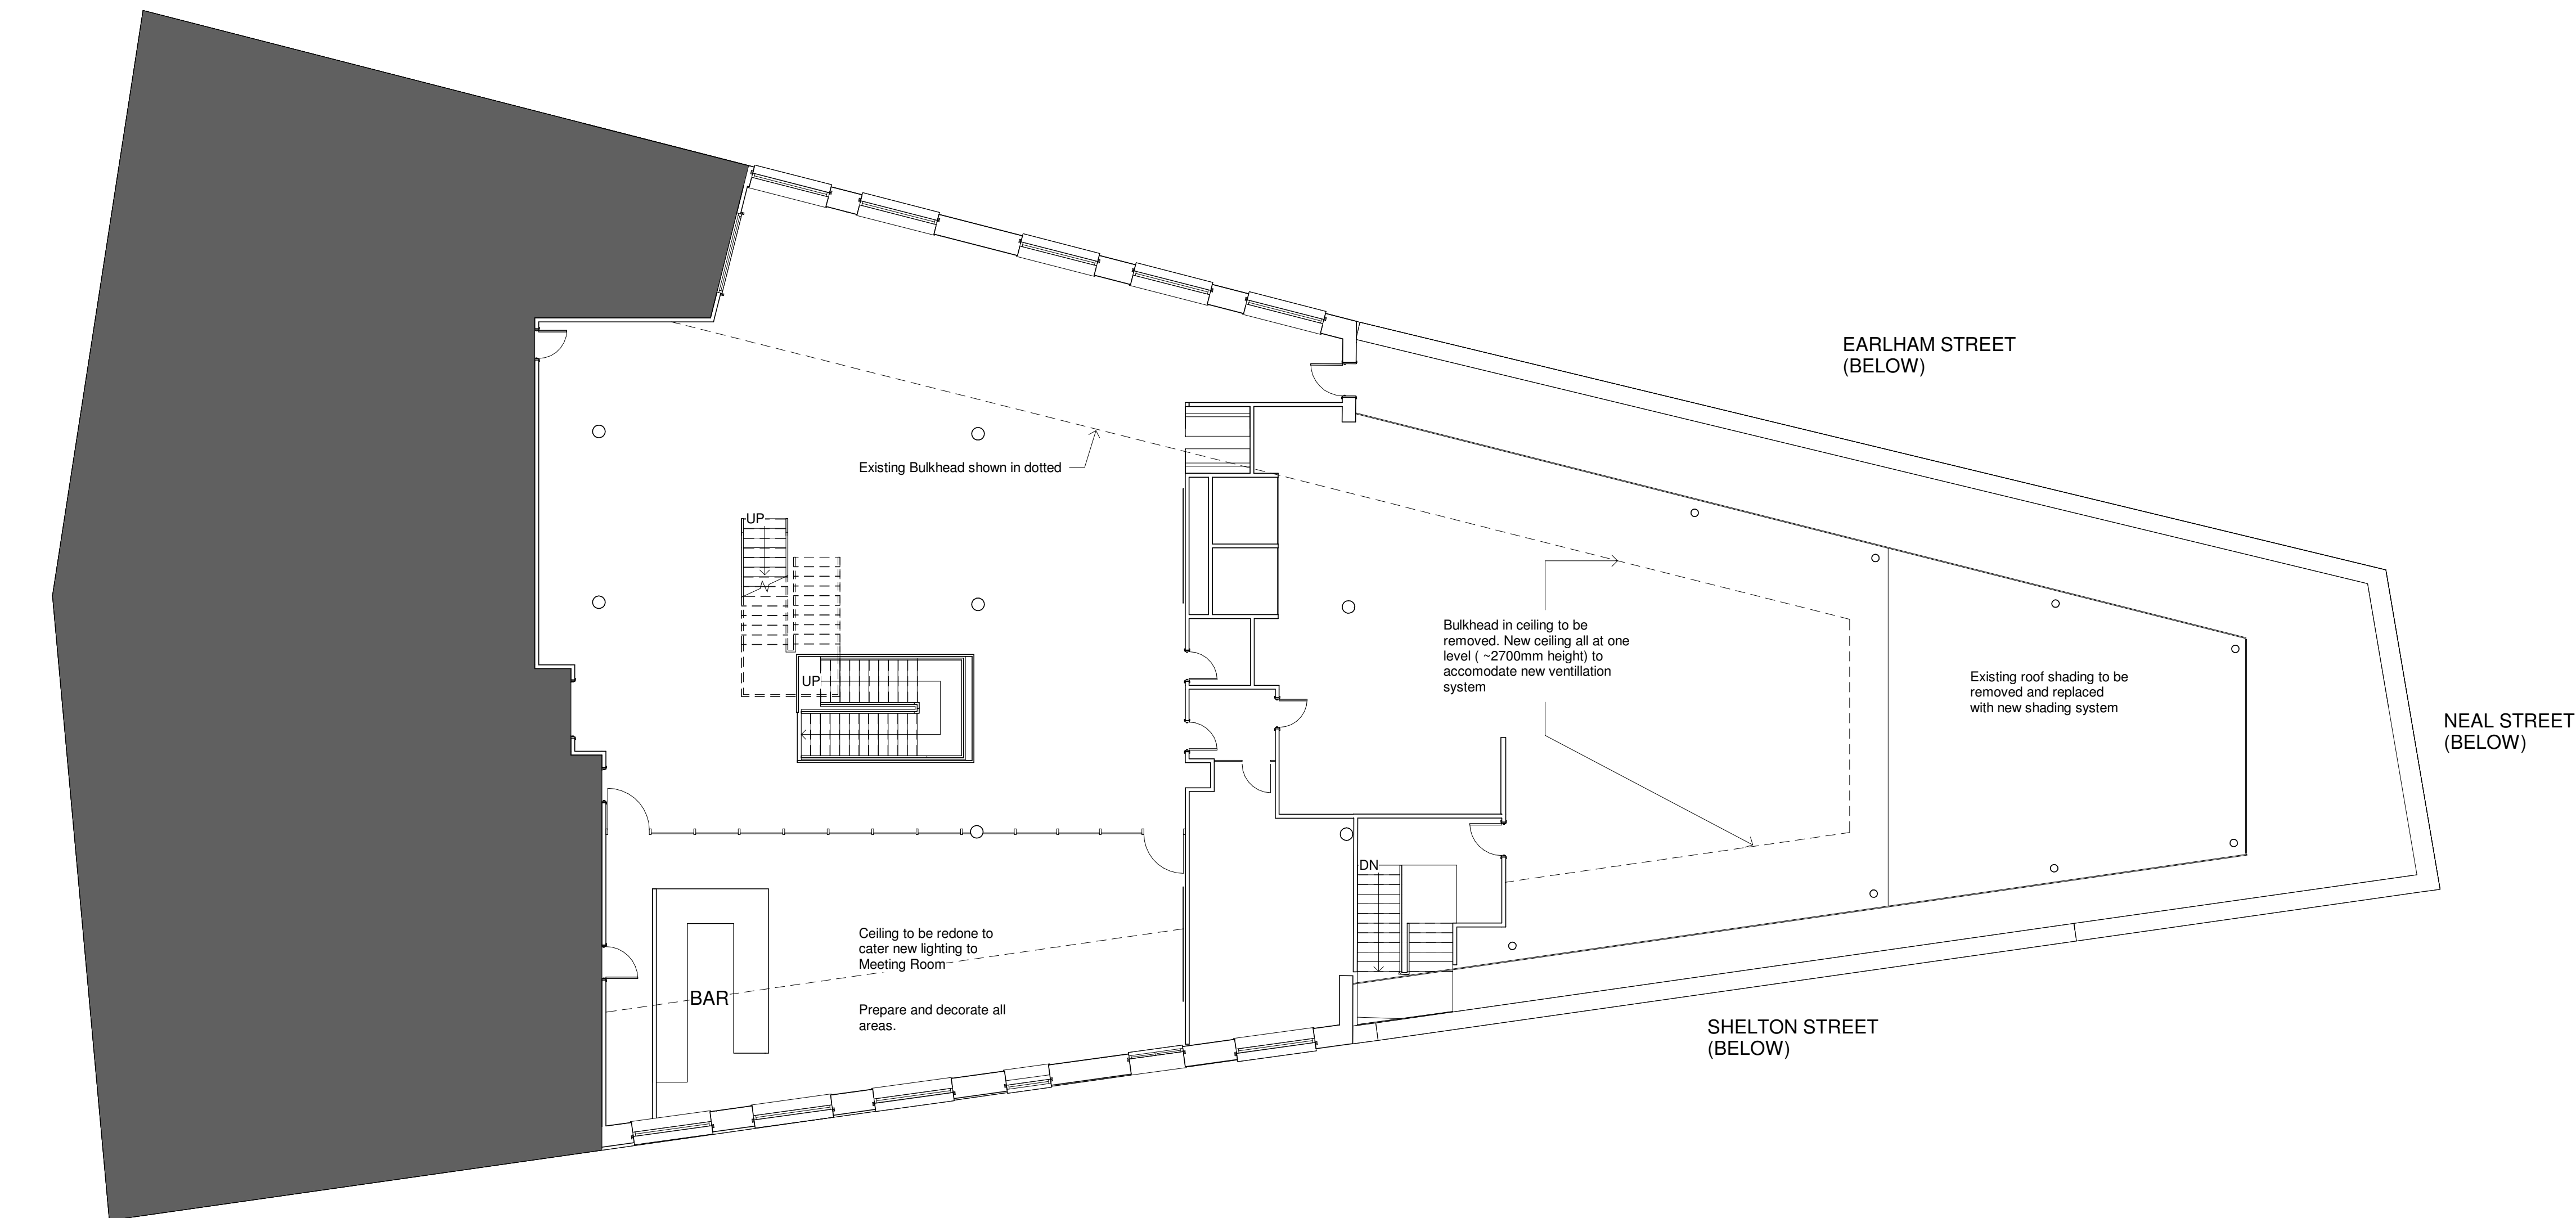 EARLHAM STREET
(BELOW)
Existing Bulkhead shown in dotted
UP
UP
Bulkhead in ceiling to be
removed. New ceiling all at one
level ( ~2700mm height) to
accomodate new ventillation
system
Existing roof shading to be
removed and replaced
with new shading system
NEAL STREET
(BELOW)
DN
Ceiling to be redone to
cater new lighting to
Meeting Room
BAR
Prepare and decorate all
areas.
SHELTON STREET
(BELOW)